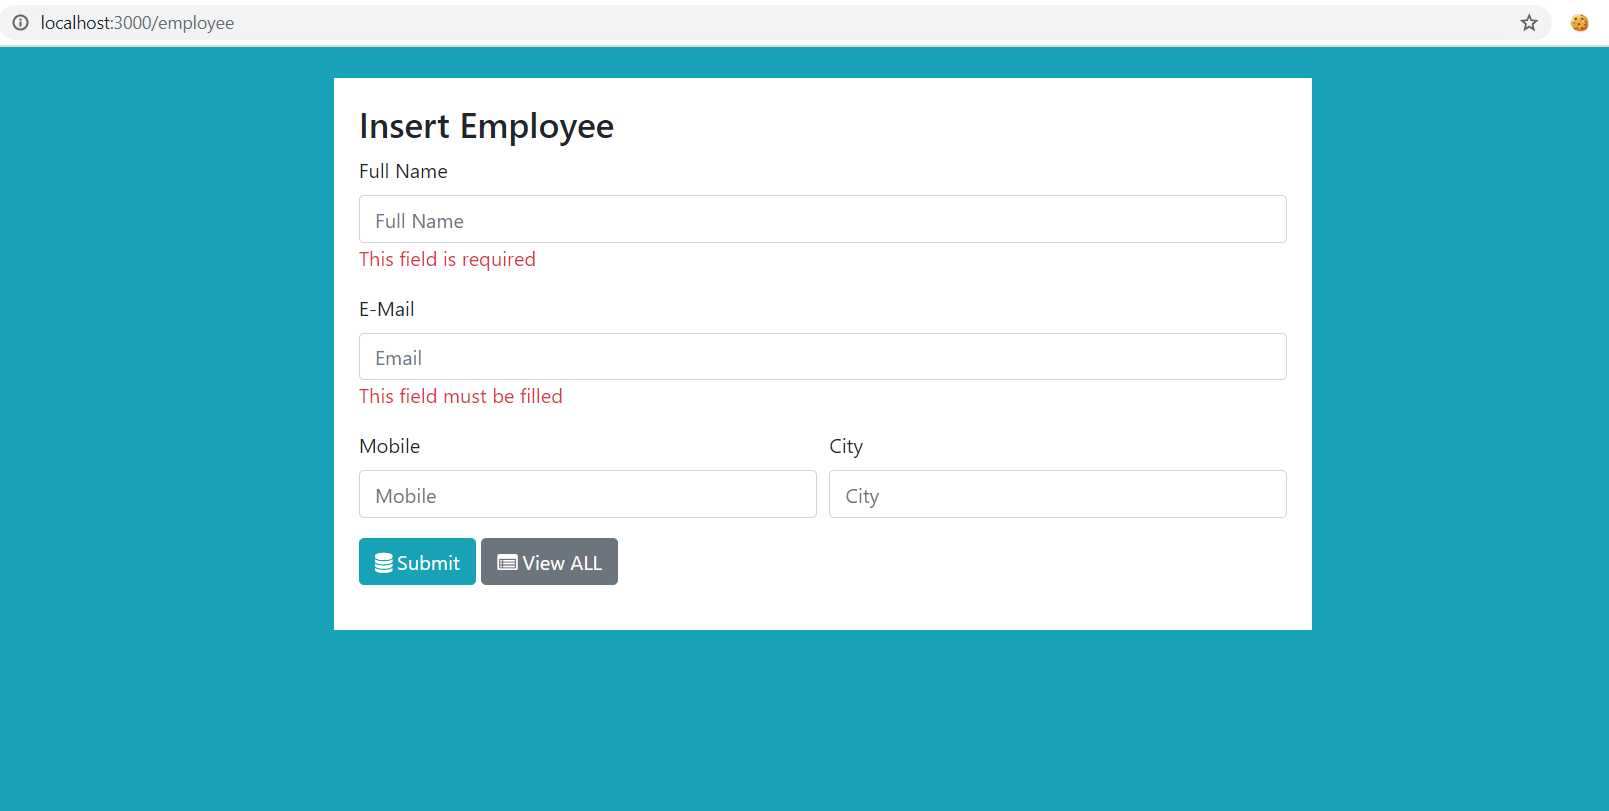 localhost:3000/employee
Insert Employee
Full Name
Full Name
This field is required
E-Mail
Email
This field must be filled
Mobile City
Mobile City
Submit View ALL